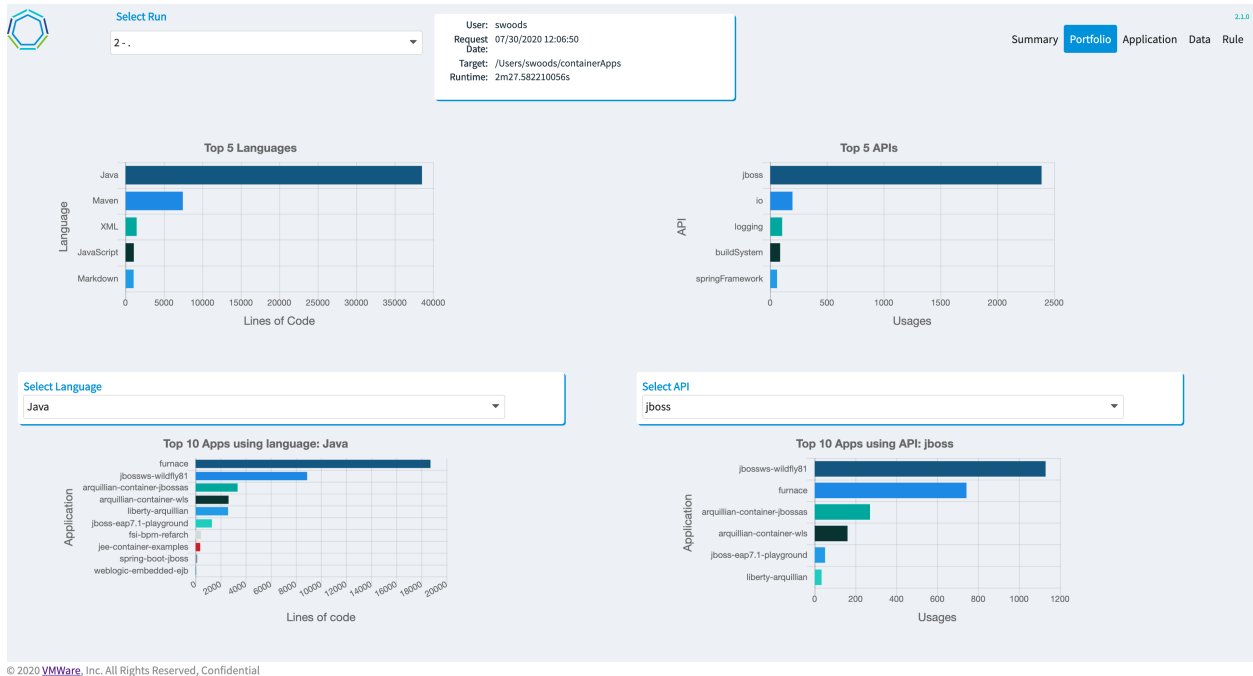 Select Run
2 - .
User: swoods
Request Date: 07/30/2020 12:06:50
Target: /Users/swoods/containerApps
Runtime: 2m27.582210056s
2.1.0
Summary Portfolio Application Data Rule
Top 5 Languages
Language
Java
Maven
XML
JavaScript
Markdown
0 5000 10000 15000 20000 25000 30000 35000 40000
Lines of Code
Top 5 APIs
API
jboss
io
logging
buildSystem
springFramework
0 500 1000 1500 2000 2500
Usages
Select Language
Java
Select API
jboss
Top 10 Apps using language: Java
Application
furnace
jbossws-wildfly81
arquillian-container-jbossas
arquillian-container-wls
liberty-arquillian
jboss-eap7.1-playground
fsi-bpm-refarch
jee-container-examples
spring-boot-jboss
weblogic-embedded-ejb
0 2000 4000 6000 8000 10000 12000 14000 16000 18000 20000
Lines of code
Top 10 Apps using API: jboss
Application
jbossws-wildfly81
furnace
arquillian-container-jbossas
arquillian-container-wls
jboss-eap7.1-playground
liberty-arquillian
0 200 400 600 800 1000 1200
Usages
© 2020 VMWare, Inc. All Rights Reserved, Confidential